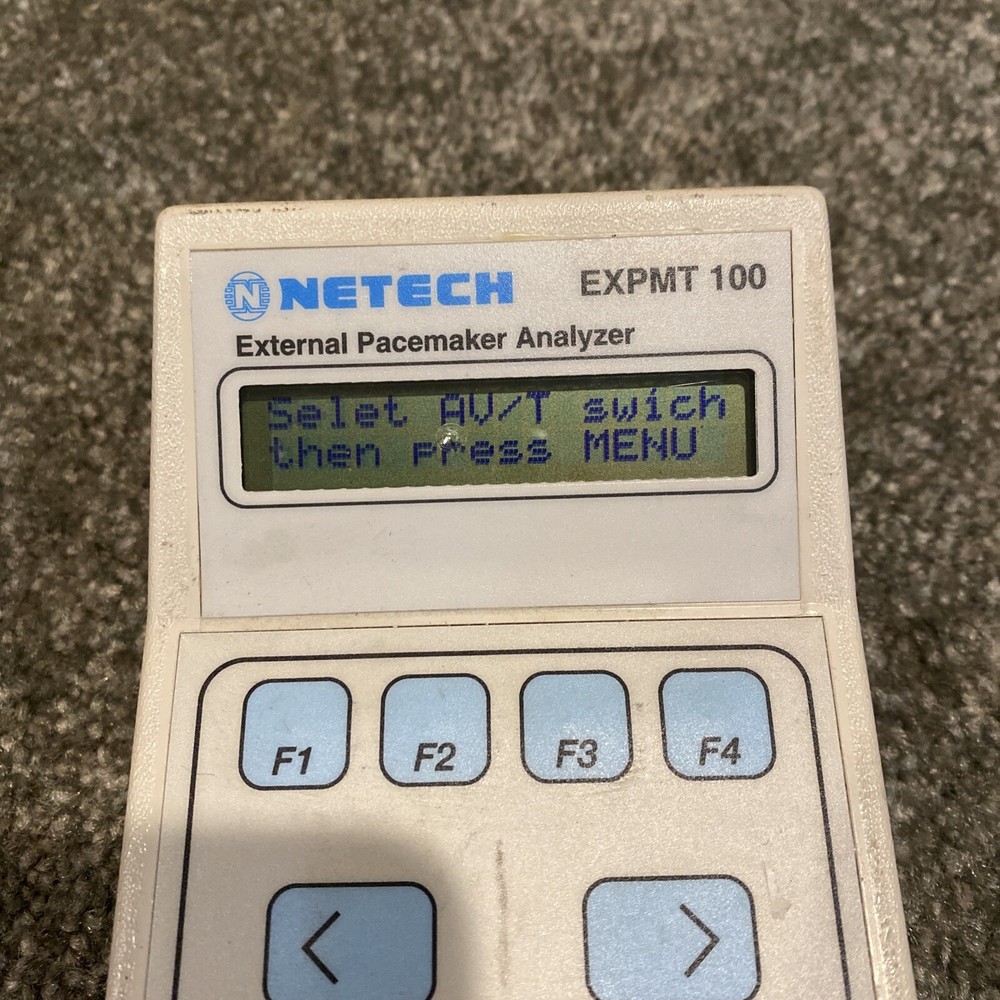 N NETECH EXPMT 100
External Pacemaker Analyzer
Selet AV/T swich
then press MENU
F1 F2 F3 F4
< >